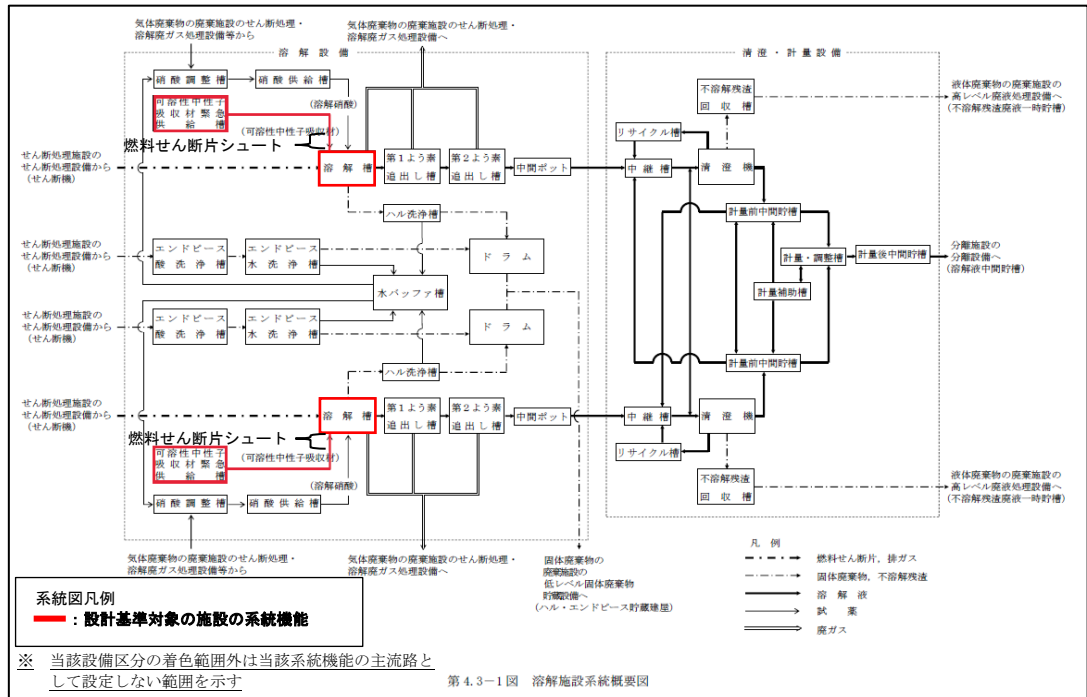 気体廃棄物の廃棄施設のせん断処理・
溶解廃ガス処理設備等から
気体廃棄物の廃棄施設のせん断処理・
溶解廃ガス処理設備へ
溶解設備
清澄・計量設備
硝酸調整槽
硝酸供給槽
(溶解硝酸)
可溶性中性子
吸収材緊急
供給槽
(可溶性中性子吸収材)
燃料せん断片シュート
せん断処理施設の
せん断処理設備から
(せん断機)
溶解槽
第1よう素
追出し槽
第2よう素
追出し槽
中間ポット
不溶解残渣
回収槽
液体廃棄物の廃棄施設の
高レベル廃液処理設備へ
(不溶解残渣廃液一時貯槽)
リサイクル槽
中継槽
清澄機
ハル洗浄槽
計量前中間貯槽
せん断処理施設の
せん断処理設備から
(せん断機)
エンドピース
酸洗浄槽
エンドピース
水洗浄槽
ドラム
計量・調整槽
計量後中間貯槽
分離施設の
分離設備へ
(溶解液中間貯槽)
水バッファ槽
計量補助槽
せん断処理施設の
せん断処理設備から
(せん断機)
エンドピース
酸洗浄槽
エンドピース
水洗浄槽
ドラム
計量前中間貯槽
ハル洗浄槽
せん断処理施設の
せん断処理設備から
(せん断機)
溶解槽
第1よう素
追出し槽
第2よう素
追出し槽
中間ポット
中継槽
清澄機
燃料せん断片シュート
可溶性中性子
吸収材緊急
供給槽
(可溶性中性子吸収材)
リサイクル槽
(溶解硝酸)
硝酸調整槽
硝酸供給槽
不溶解残渣
回収槽
液体廃棄物の廃棄施設の
高レベル廃液処理設備へ
(不溶解残渣廃液一時貯槽)
気体廃棄物の廃棄施設のせん断処理・
溶解廃ガス処理設備等から
気体廃棄物の廃棄施設のせん断処理・
溶解廃ガス処理設備へ
固体廃棄物の
廃棄施設の
低レベル固体廃棄物
貯蔵設備へ
(ハル・エンドピース貯蔵建屋)
凡例
燃料せん断片，排ガス
固体廃棄物，不溶解残渣
溶解液
試薬
廃ガス
系統図凡例
：設計基準対象の施設の系統機能
※　当該設備区分の着色範囲外は当該系統機能の主流路と
して設定しない範囲を示す
第4.3－1図　溶解施設系統概要図